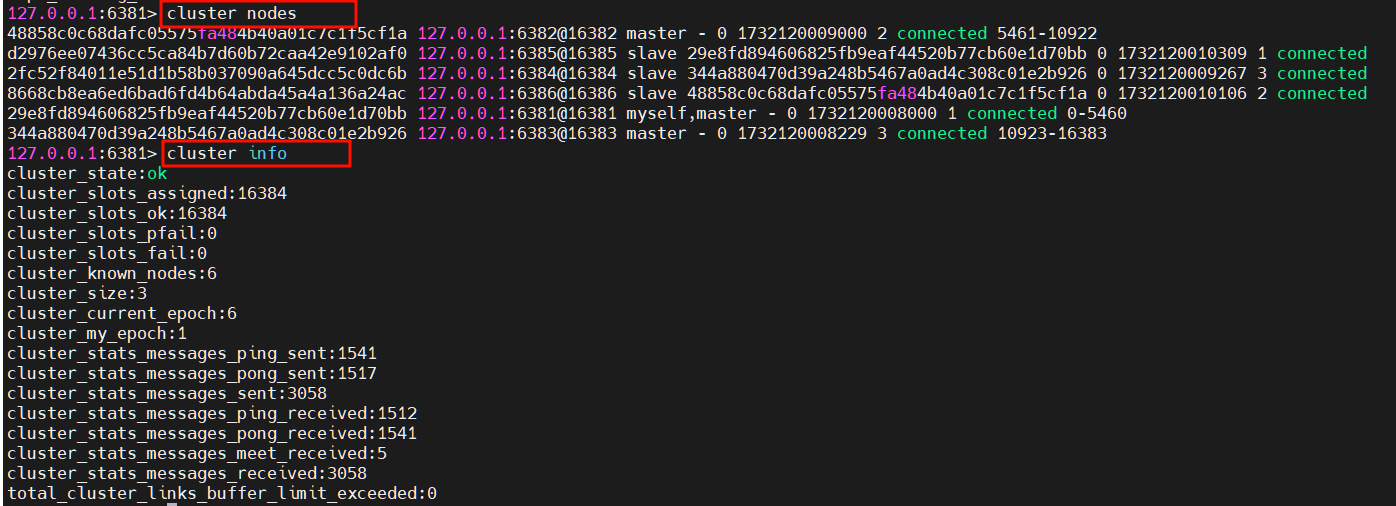 127.0.0.1:6381> cluster nodes
48858c0c68dafc05575fa484b40a01c7c1f5cf1a 127.0.0.1:6382@16382 master - 0 1732120009000 2 connected 5461-10922
d2976ee07436cc5ca84b7d60b72caa42e9102af0 127.0.0.1:6385@16385 slave 29e8fd894606825fb9eaf44520b77cb60e1d70bb 0 1732120010309 1 connected
2fc52f84011e51d1b58b037090a645dcc5c0dc6b 127.0.0.1:6384@16384 slave 344a880470d39a248b5467a0ad4c308c01e2b926 0 1732120009267 3 connected
8668cb8ea6ed6bad6fd4b64abda45a4a136a24ac 127.0.0.1:6386@16386 slave 48858c0c68dafc05575fa484b40a01c7c1f5cf1a 0 1732120010106 2 connected
29e8fd894606825fb9eaf44520b77cb60e1d70bb 127.0.0.1:6381@16381 myself,master - 0 1732120008000 1 connected 0-5460
344a880470d39a248b5467a0ad4c308c01e2b926 127.0.0.1:6383@16383 master - 0 1732120008229 3 connected 10923-16383
127.0.0.1:6381> cluster info
cluster_state:ok
cluster_slots_assigned:16384
cluster_slots_ok:16384
cluster_slots_pfail:0
cluster_slots_fail:0
cluster_known_nodes:6
cluster_size:3
cluster_current_epoch:6
cluster_my_epoch:1
cluster_stats_messages_ping_sent:1541
cluster_stats_messages_pong_sent:1517
cluster_stats_messages_sent:3058
cluster_stats_messages_ping_received:1512
cluster_stats_messages_pong_received:1541
cluster_stats_messages_meet_received:5
cluster_stats_messages_received:3058
total_cluster_links_buffer_limit_exceeded:0